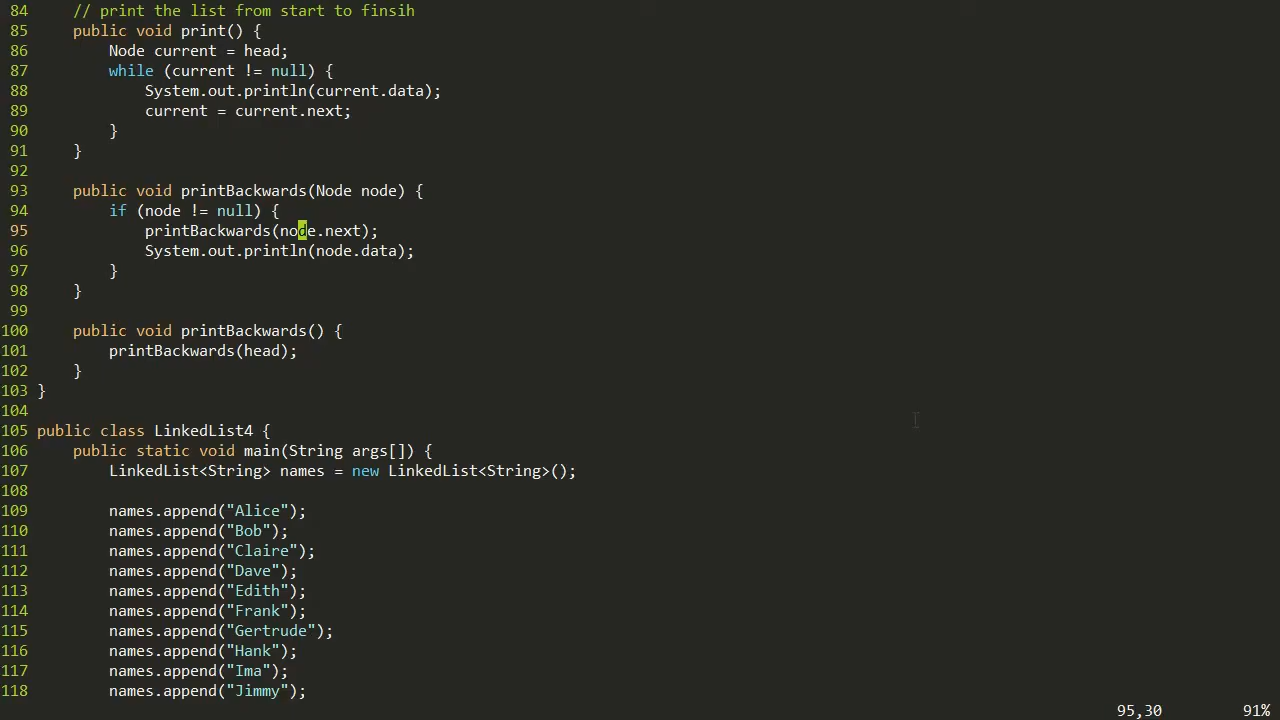 84     // print the list from start to finsih
85     public void print() {
86         Node current = head;
87         while (current != null) {
88             System.out.println(current.data);
89             current = current.next;
90         }
91     }
92
93     public void printBackwards(Node node) {
94         if (node != null) {
95             printBackwards(node.next);
96             System.out.println(node.data);
97         }
98     }
99
100     public void printBackwards() {
101         printBackwards(head);
102     }
103 }
104
105 public class LinkedList4 {
106     public static void main(String args[]) {
107         LinkedList<String> names = new LinkedList<String>();
108
109         names.append("Alice");
110         names.append("Bob");
111         names.append("Claire");
112         names.append("Dave");
113         names.append("Edith");
114         names.append("Frank");
115         names.append("Gertrude");
116         names.append("Hank");
117         names.append("Ima");
118         names.append("Jimmy");
95,30 91%